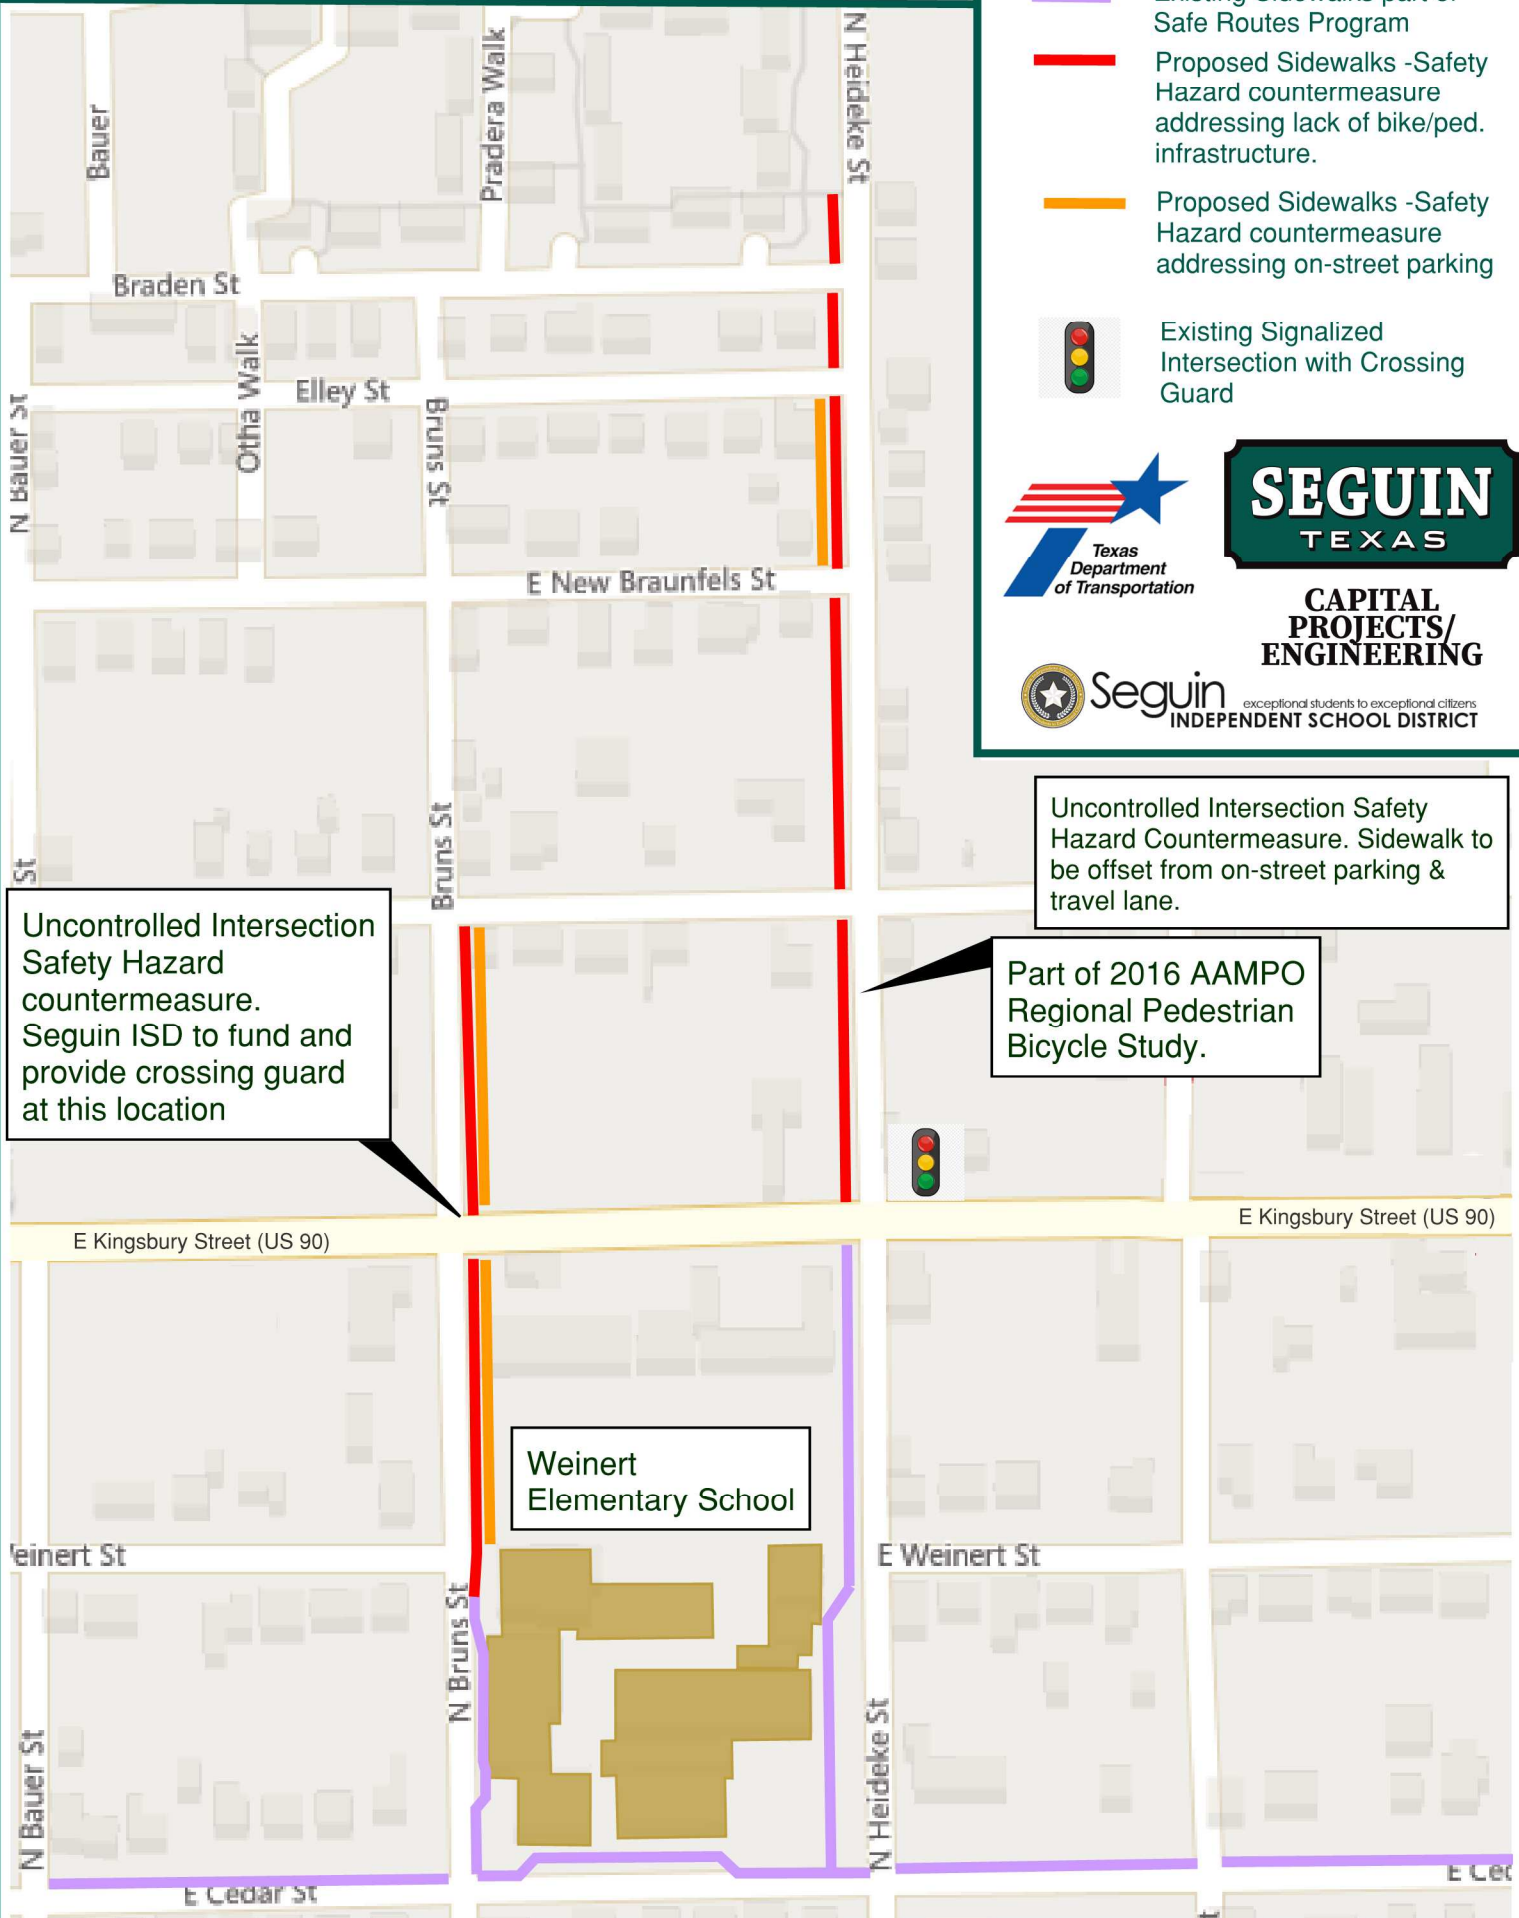 Safe Routes Program
Proposed Sidewalks -Safety
Hazard countermeasure
addressing lack of bike/ped.
infrastructure.
Proposed Sidewalks -Safety
Hazard countermeasure
addressing on-street parking
Existing Signalized
Intersection with Crossing
Guard
Texas
Department
of Transportation
SEGUIN
TEXAS
CAPITAL
PROJECTS/
ENGINEERING
Seguin
exceptional students to exceptional citizens
INDEPENDENT SCHOOL DISTRICT
Bauer
Pradera Walk
N Heideke St
Braden St
Otha Walk
Elley St
N Bauer St
Bruns St
E New Braunfels St
Bruns St
St
Uncontrolled Intersection Safety
Hazard Countermeasure. Sidewalk to
be offset from on-street parking &
travel lane.
Uncontrolled Intersection
Safety Hazard
countermeasure.
Seguin ISD to fund and
provide crossing guard
at this location
Part of 2016 AAMPO
Regional Pedestrian
Bicycle Study.
E Kingsbury Street (US 90)
E Kingsbury Street (US 90)
Weinert
Elementary School
einert St
E Weinert St
N Bruns St
N Bauer St
N Heideke St
E Cedar St
E Ced